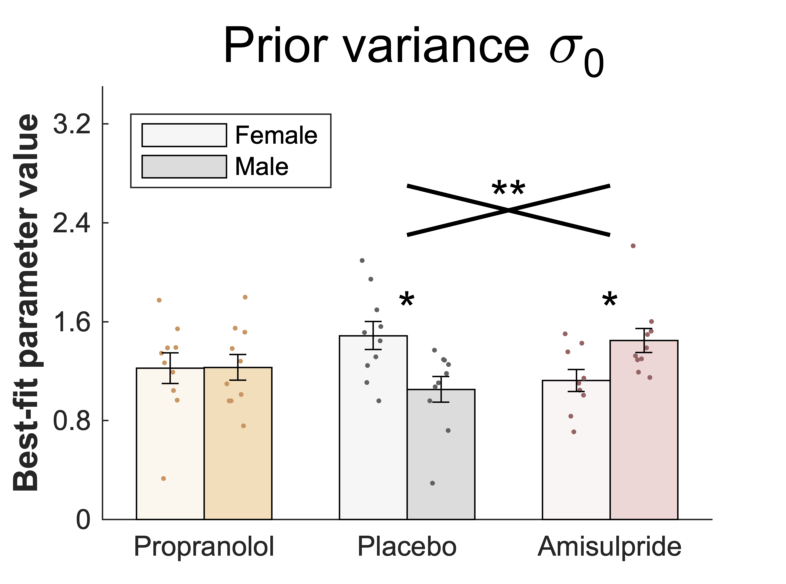 Prior variance σ0
Best-fit parameter value
3.2
2.4
1.6
0.8
0
Female
Male
**
*
*
Propranolol
Placebo
Amisulpride